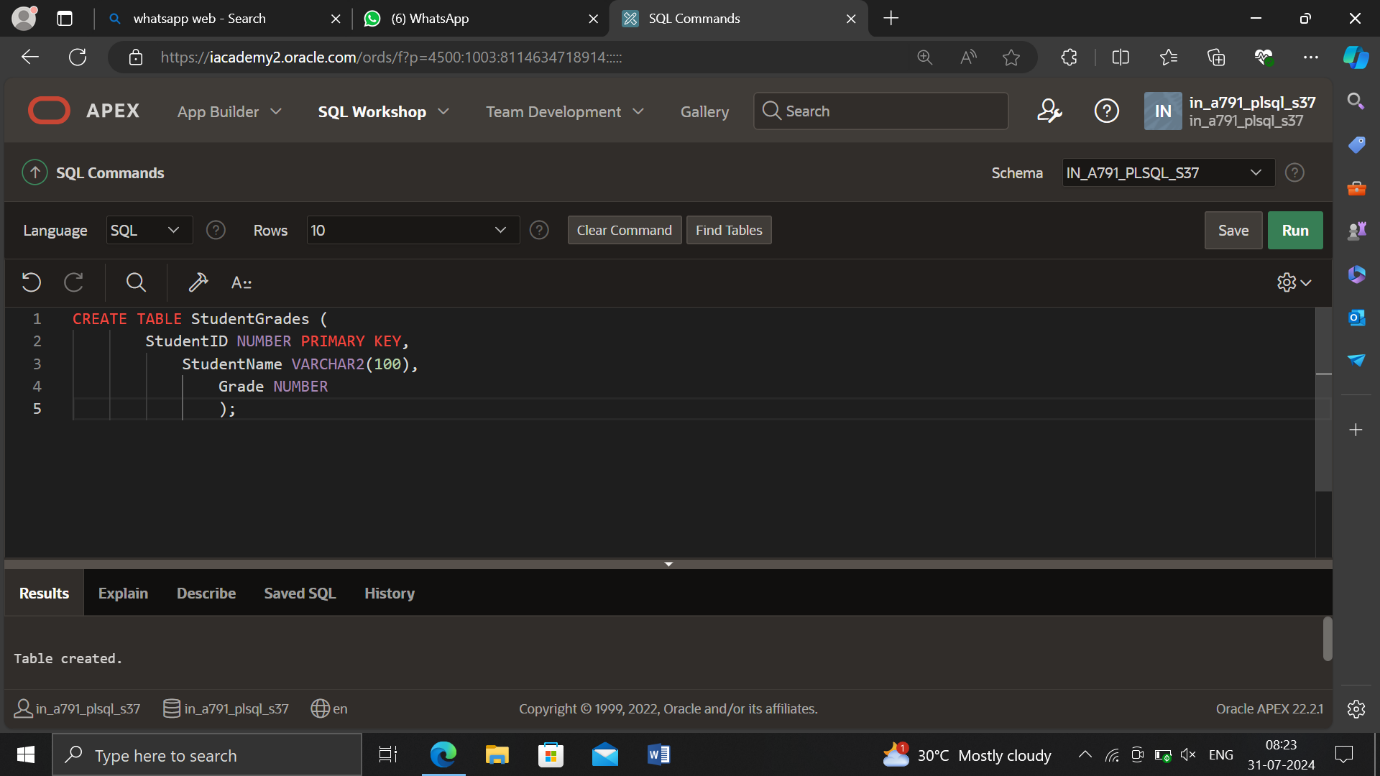 whatsapp web - Search
(6) WhatsApp
SQL Commands
https://iacademy2.oracle.com/ords/f?p=4500:1003:8114634718914:::::
APEX
App Builder
SQL Workshop
Team Development
Gallery
Search
IN
in_a791_plsql_s37
in_a791_plsql_s37
SQL Commands
Schema
IN_A791_PLSQL_S37
Language
SQL
Rows
10
Clear Command
Find Tables
Save
Run
A::
1 CREATE TABLE StudentGrades (
2 StudentID NUMBER PRIMARY KEY,
3 StudentName VARCHAR2(100),
4 Grade NUMBER
5 );
Results
Explain
Describe
Saved SQL
History
Table created.
in_a791_plsql_s37
in_a791_plsql_s37
en
Copyright © 1999, 2022, Oracle and/or its affiliates.
Oracle APEX 22.2.1
Type here to search
1
30°C Mostly cloudy
ENG
08:23
31-07-2024